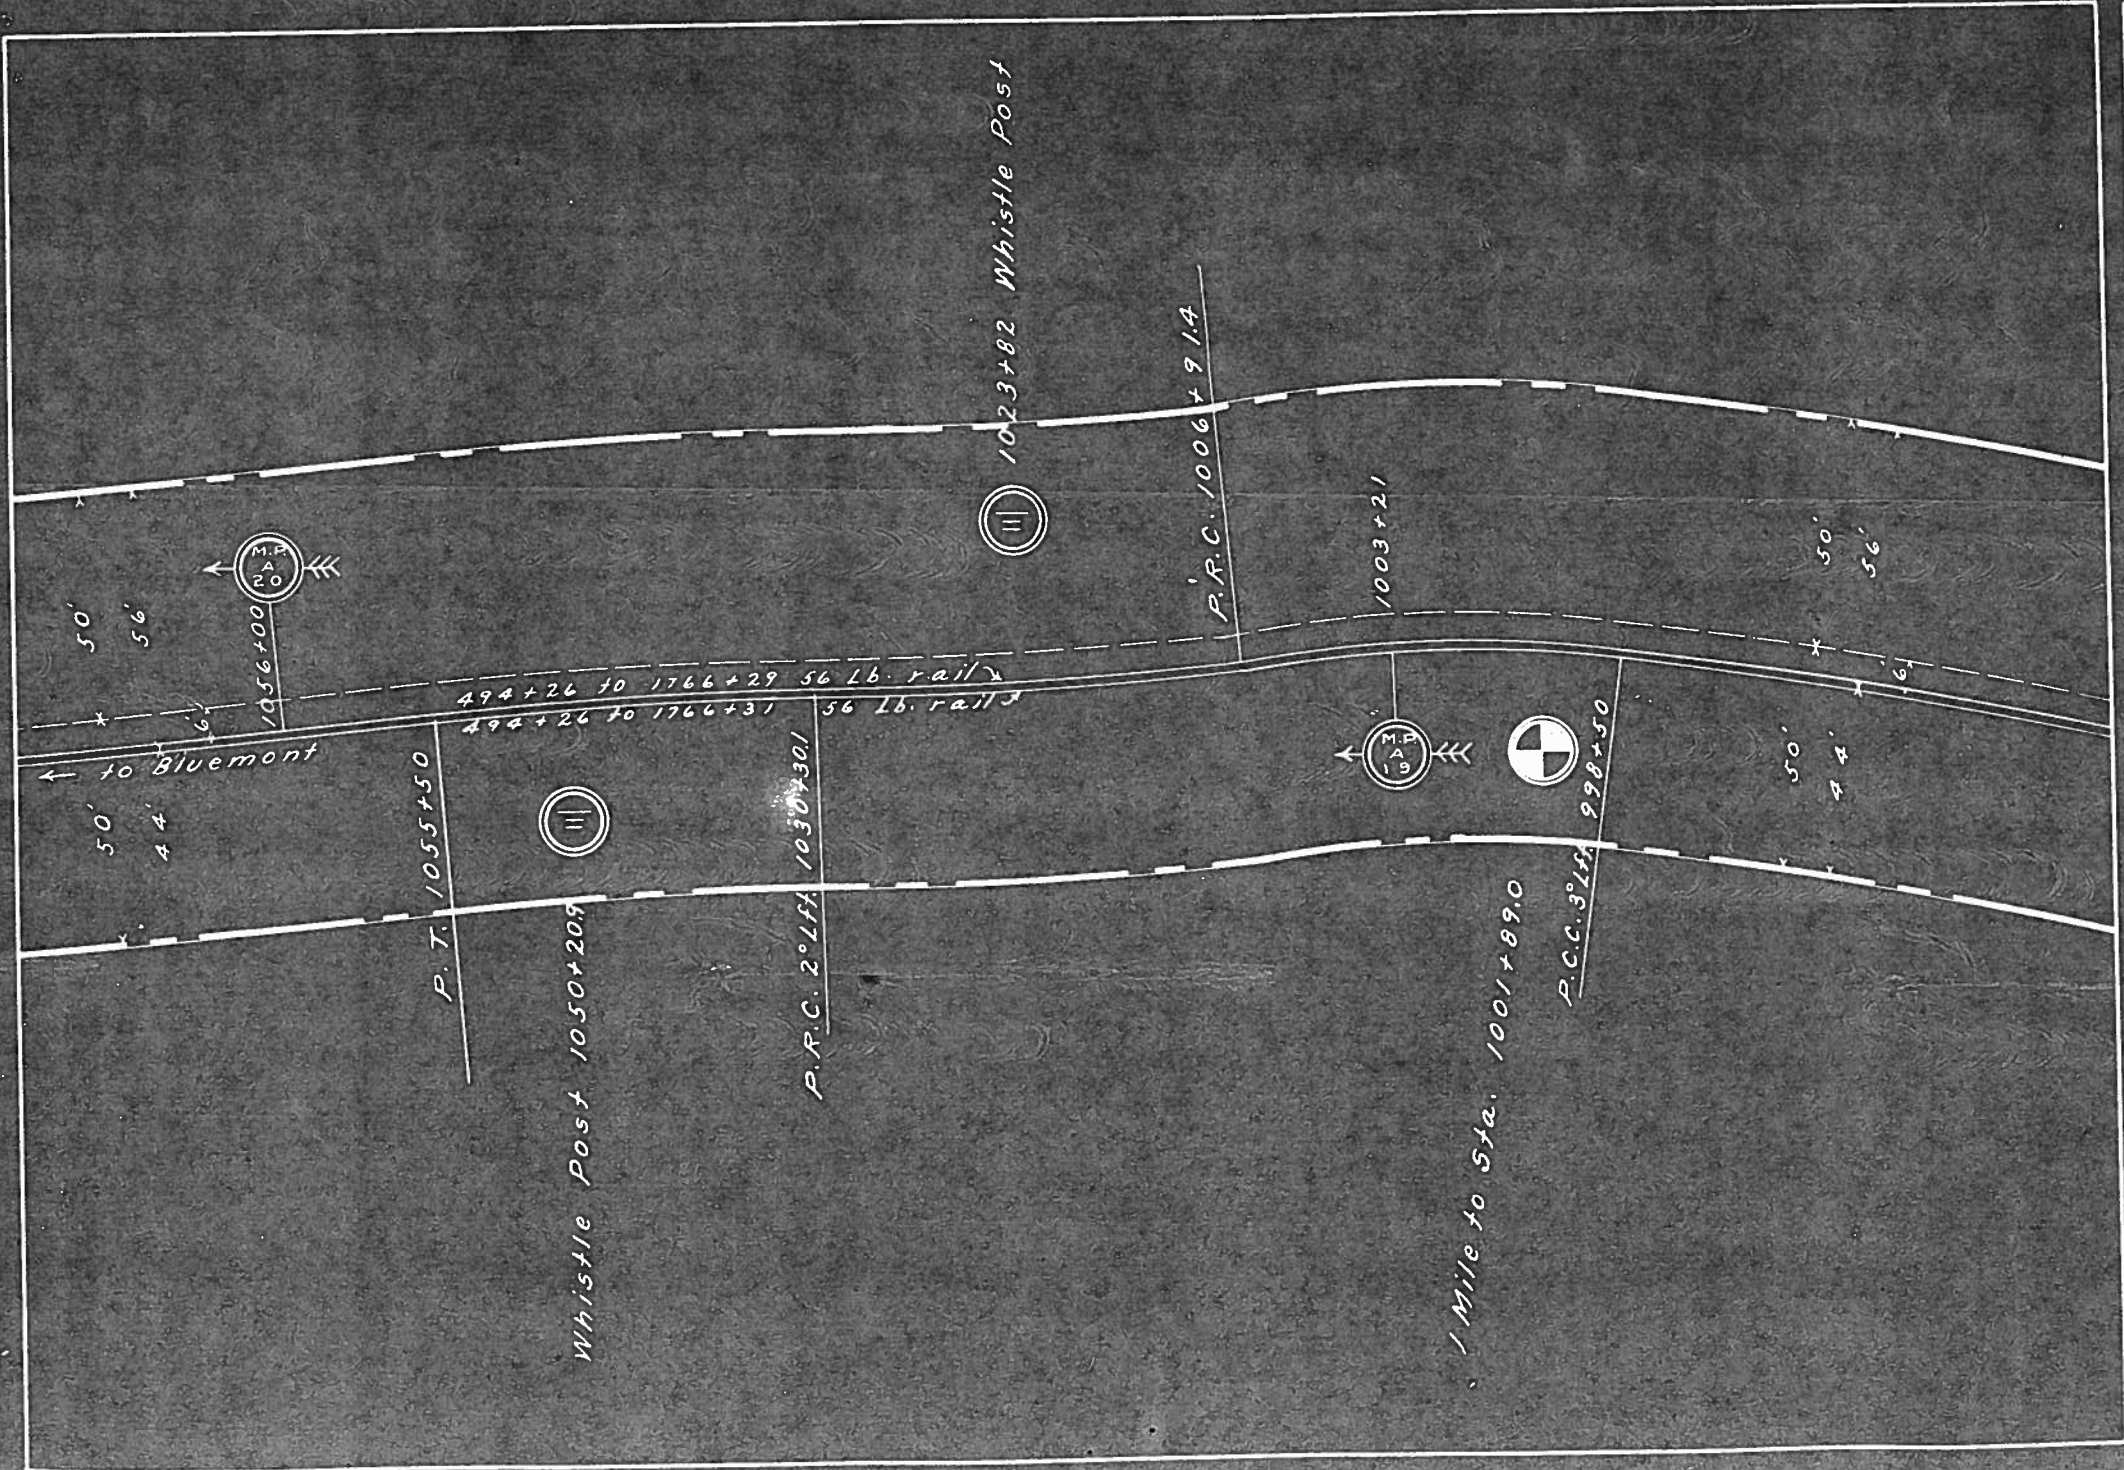 1023+82 Whistle Post
P.R.C. 1006+91.4
1003+21
50'
56'
M.P.
A
20
50'
56'
1056+00
6'
6'
494+26 to 1766+29 56 Lb. rail
494+26 to 1766+31 56 Lb. rail
← to Bluemont
50'
44'
P.T. 1055+50
Whistle Post 1050+20.9
P.R.C. 2° Lft. 1030+30.1
M.P.
A
19
P.C.C. 3° Lft. 998+50
50'
44'
1 Mile to Sta. 1001+89.0